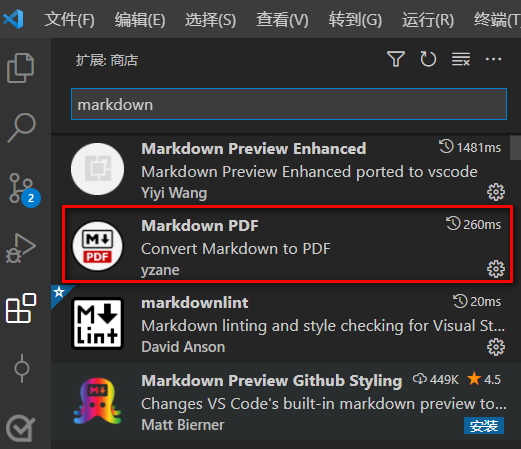 文件(F) 编辑(E) 选择(S) 查看(V) 转到(G) 运行(R) 终端(T
扩展: 商店
markdown
Markdown Preview Enhanced 1481ms
Markdown Preview Enhanced ported to vscode
Yiyi Wang
Markdown PDF 260ms
M PDF
Convert Markdown to PDF
yzane
markdownlint 20ms
M Lint
Markdown linting and style checking for Visual St...
David Anson
2
Markdown Preview Github Styling 449K 4.5
Changes VS Code's built-in markdown preview to...
Matt Bierner 安装